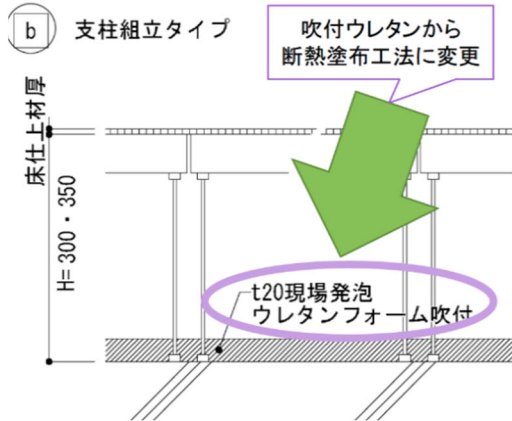 b 支柱組立タイプ
吹付ウレタンから
断熱塗布工法に変更
床仕上材厚
H=300・350
t20現場発泡
ウレタンフォーム吹付